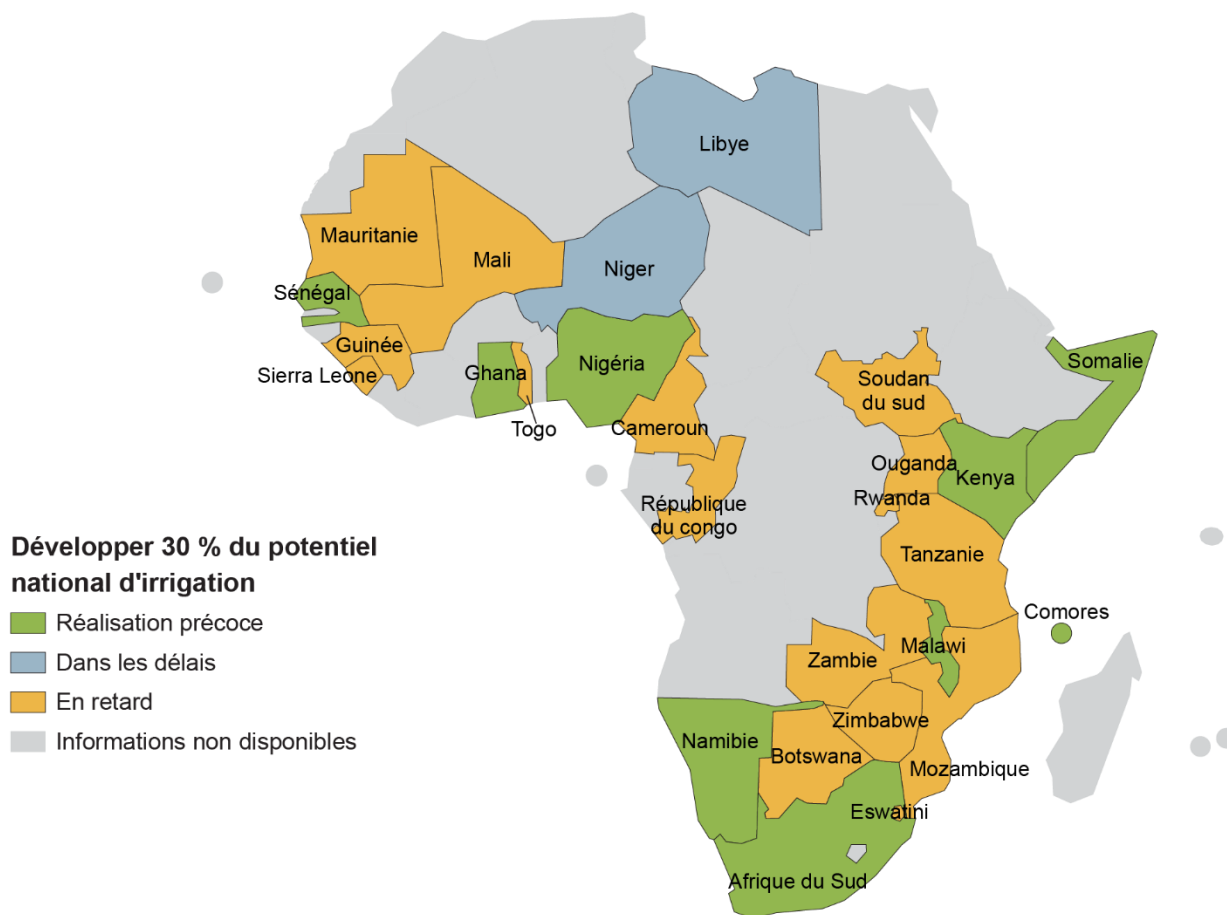 Libye
Mauritanie
Mali
Niger
Sénégal
Guinée
Sierra Leone
Ghana
Nigéria
Togo
Cameroun
République
du congo
Soudan
du sud
Somalie
Ouganda
Kenya
Rwanda
Tanzanie
Comores
Malawi
Zambie
Zimbabwe
Namibie
Botswana
Mozambique
Eswatini
Afrique du Sud
Développer 30 % du potentiel
national d'irrigation
Réalisation précoce
Dans les délais
En retard
Informations non disponibles